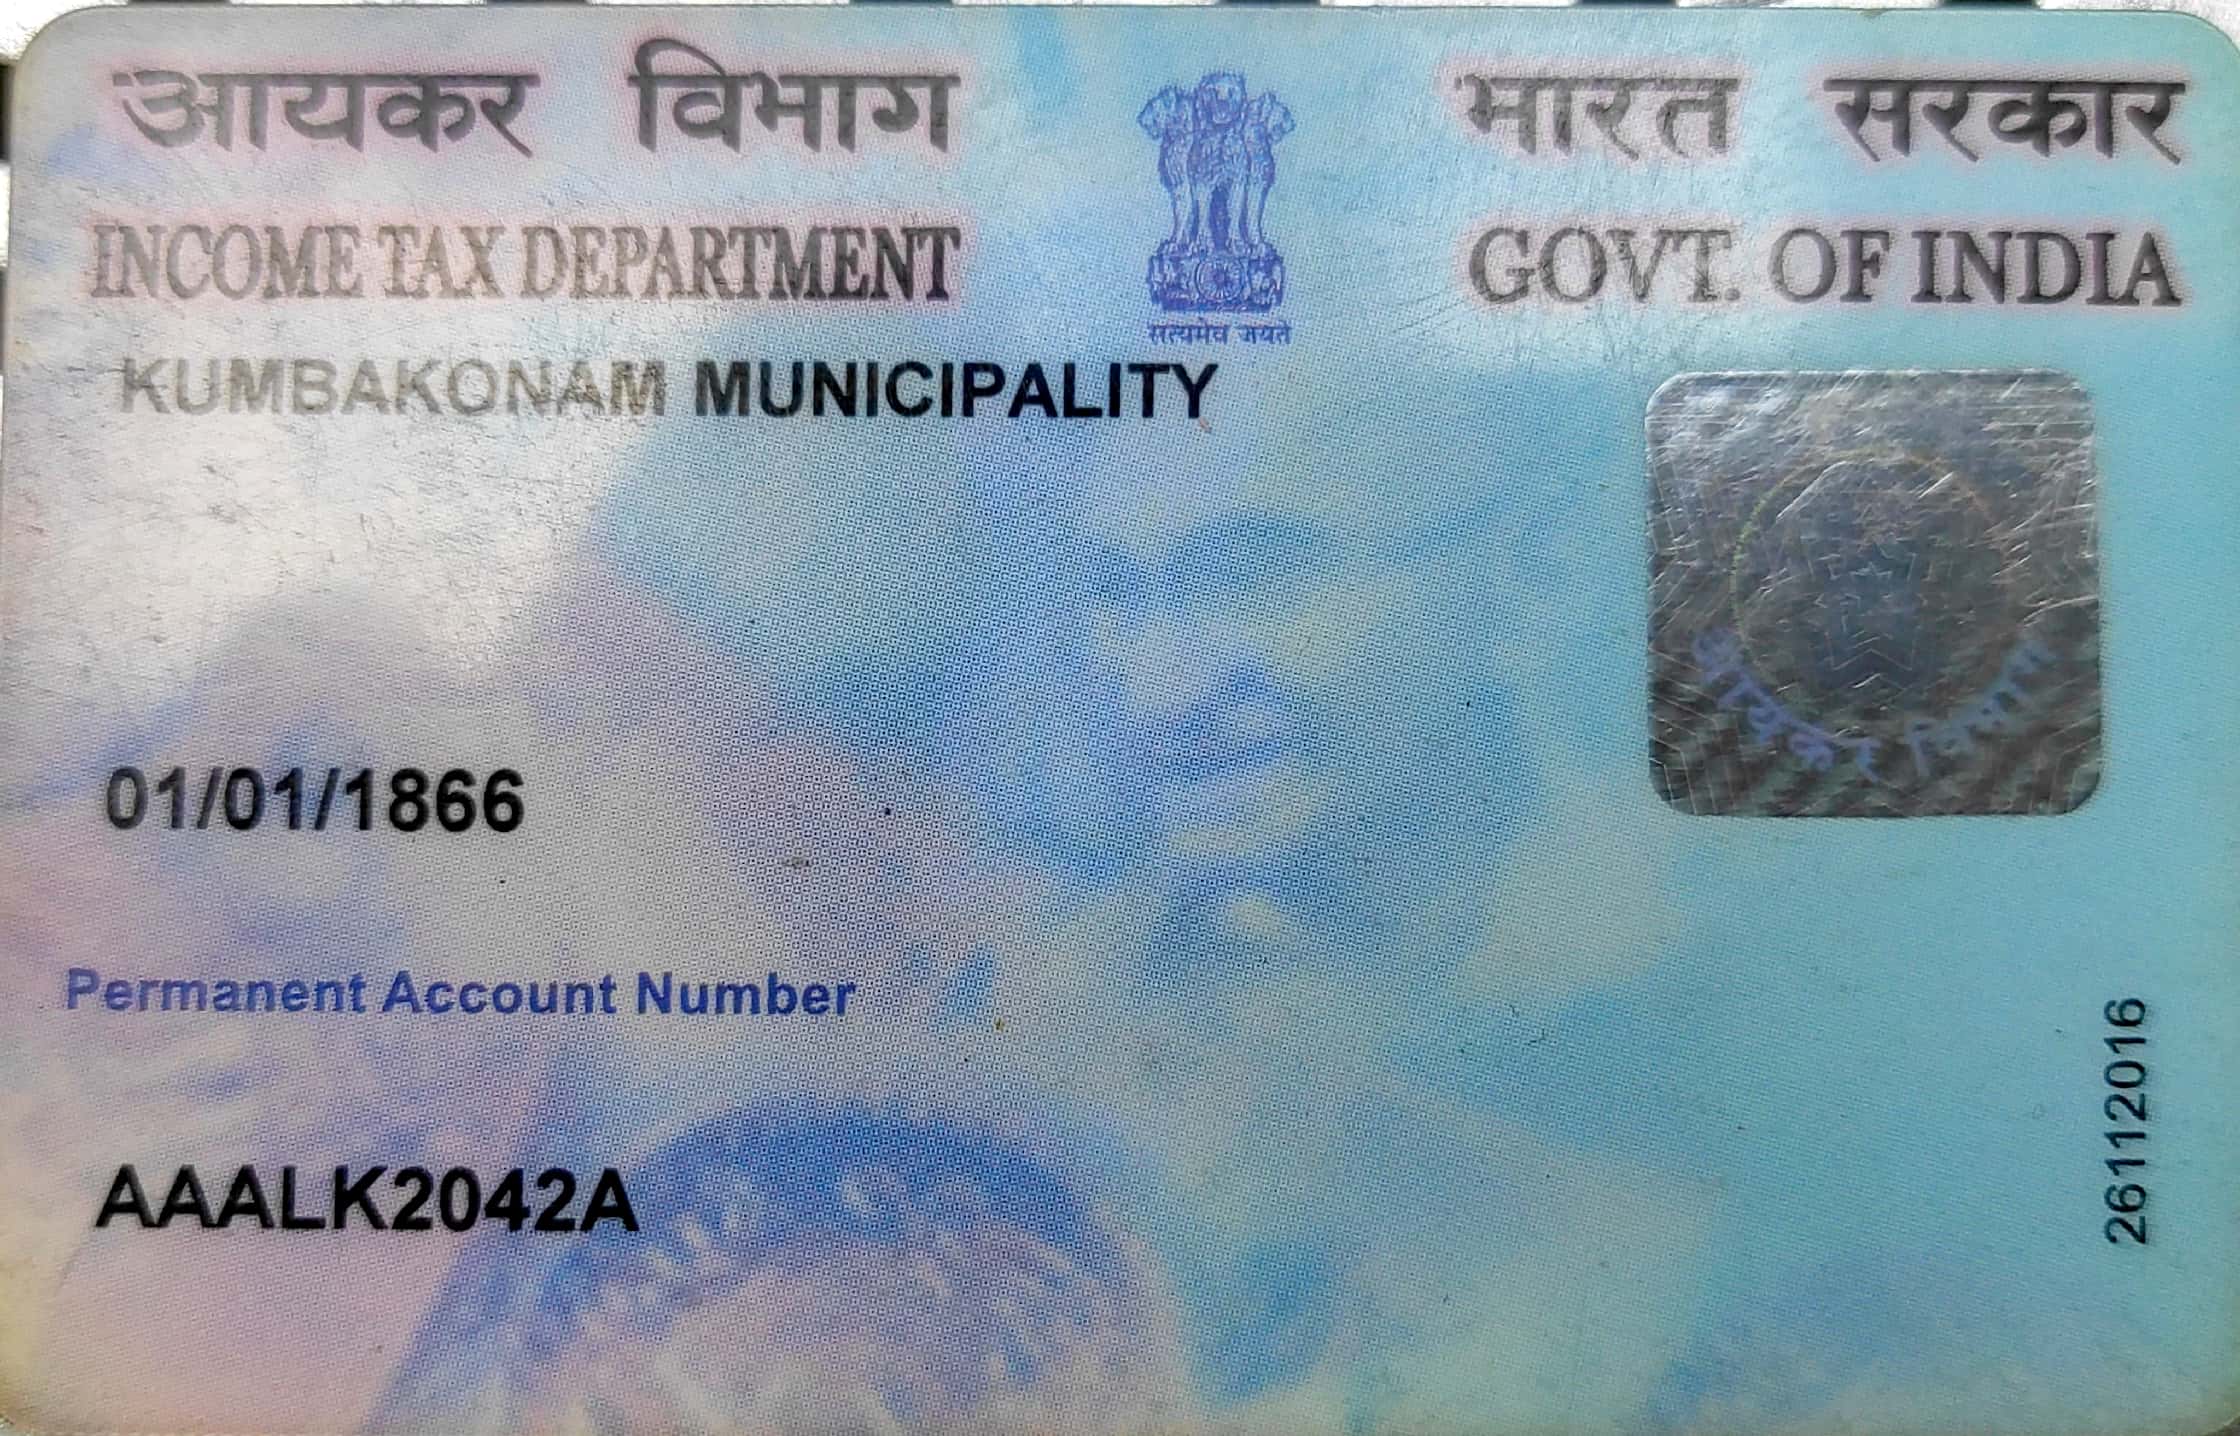 आयकर विभाग
भारत सरकार
INCOME TAX DEPARTMENT
GOVT. OF INDIA
सत्यमेव जयते
KUMBAKONAM MUNICIPALITY
आयकर विभाग
01/01/1866
Permanent Account Number
AAALK2042A
26112016